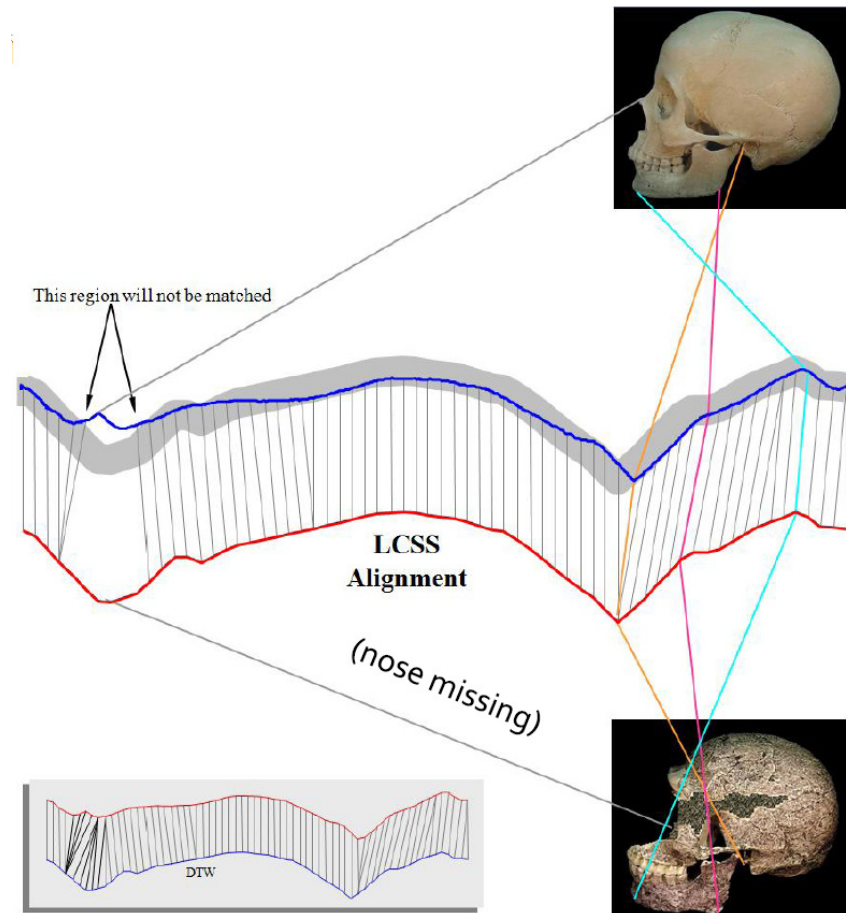 This region will not be matched
LCSS
Alignment
(nose missing)
DTW